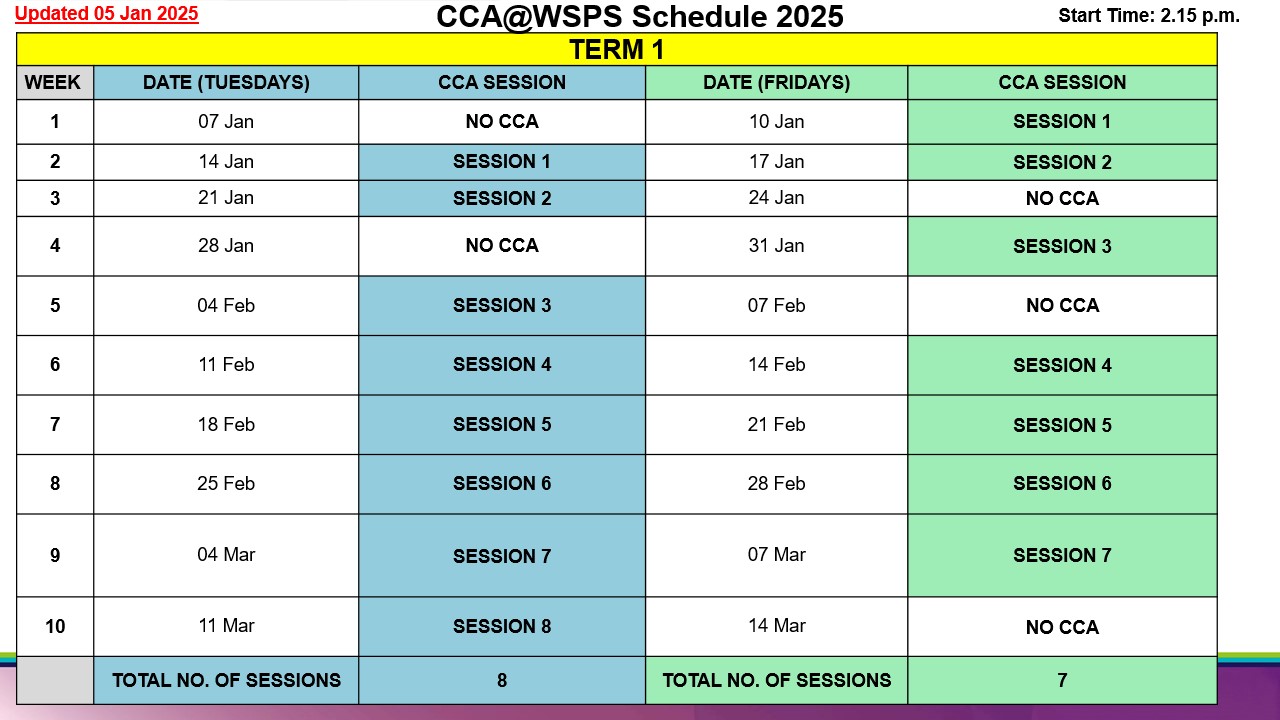 Updated 05 Jan 2025
CCA@WSPS Schedule 2025
Start Time: 2.15 p.m.
TERM 1
WEEK DATE (TUESDAYS) CCA SESSION DATE (FRIDAYS) CCA SESSION
1 07 Jan NO CCA 10 Jan SESSION 1
2 14 Jan SESSION 1 17 Jan SESSION 2
3 21 Jan SESSION 2 24 Jan NO CCA
4 28 Jan NO CCA 31 Jan SESSION 3
5 04 Feb SESSION 3 07 Feb NO CCA
6 11 Feb SESSION 4 14 Feb SESSION 4
7 18 Feb SESSION 5 21 Feb SESSION 5
8 25 Feb SESSION 6 28 Feb SESSION 6
9 04 Mar SESSION 7 07 Mar SESSION 7
10 11 Mar SESSION 8 14 Mar NO CCA
TOTAL NO. OF SESSIONS 8 TOTAL NO. OF SESSIONS 7